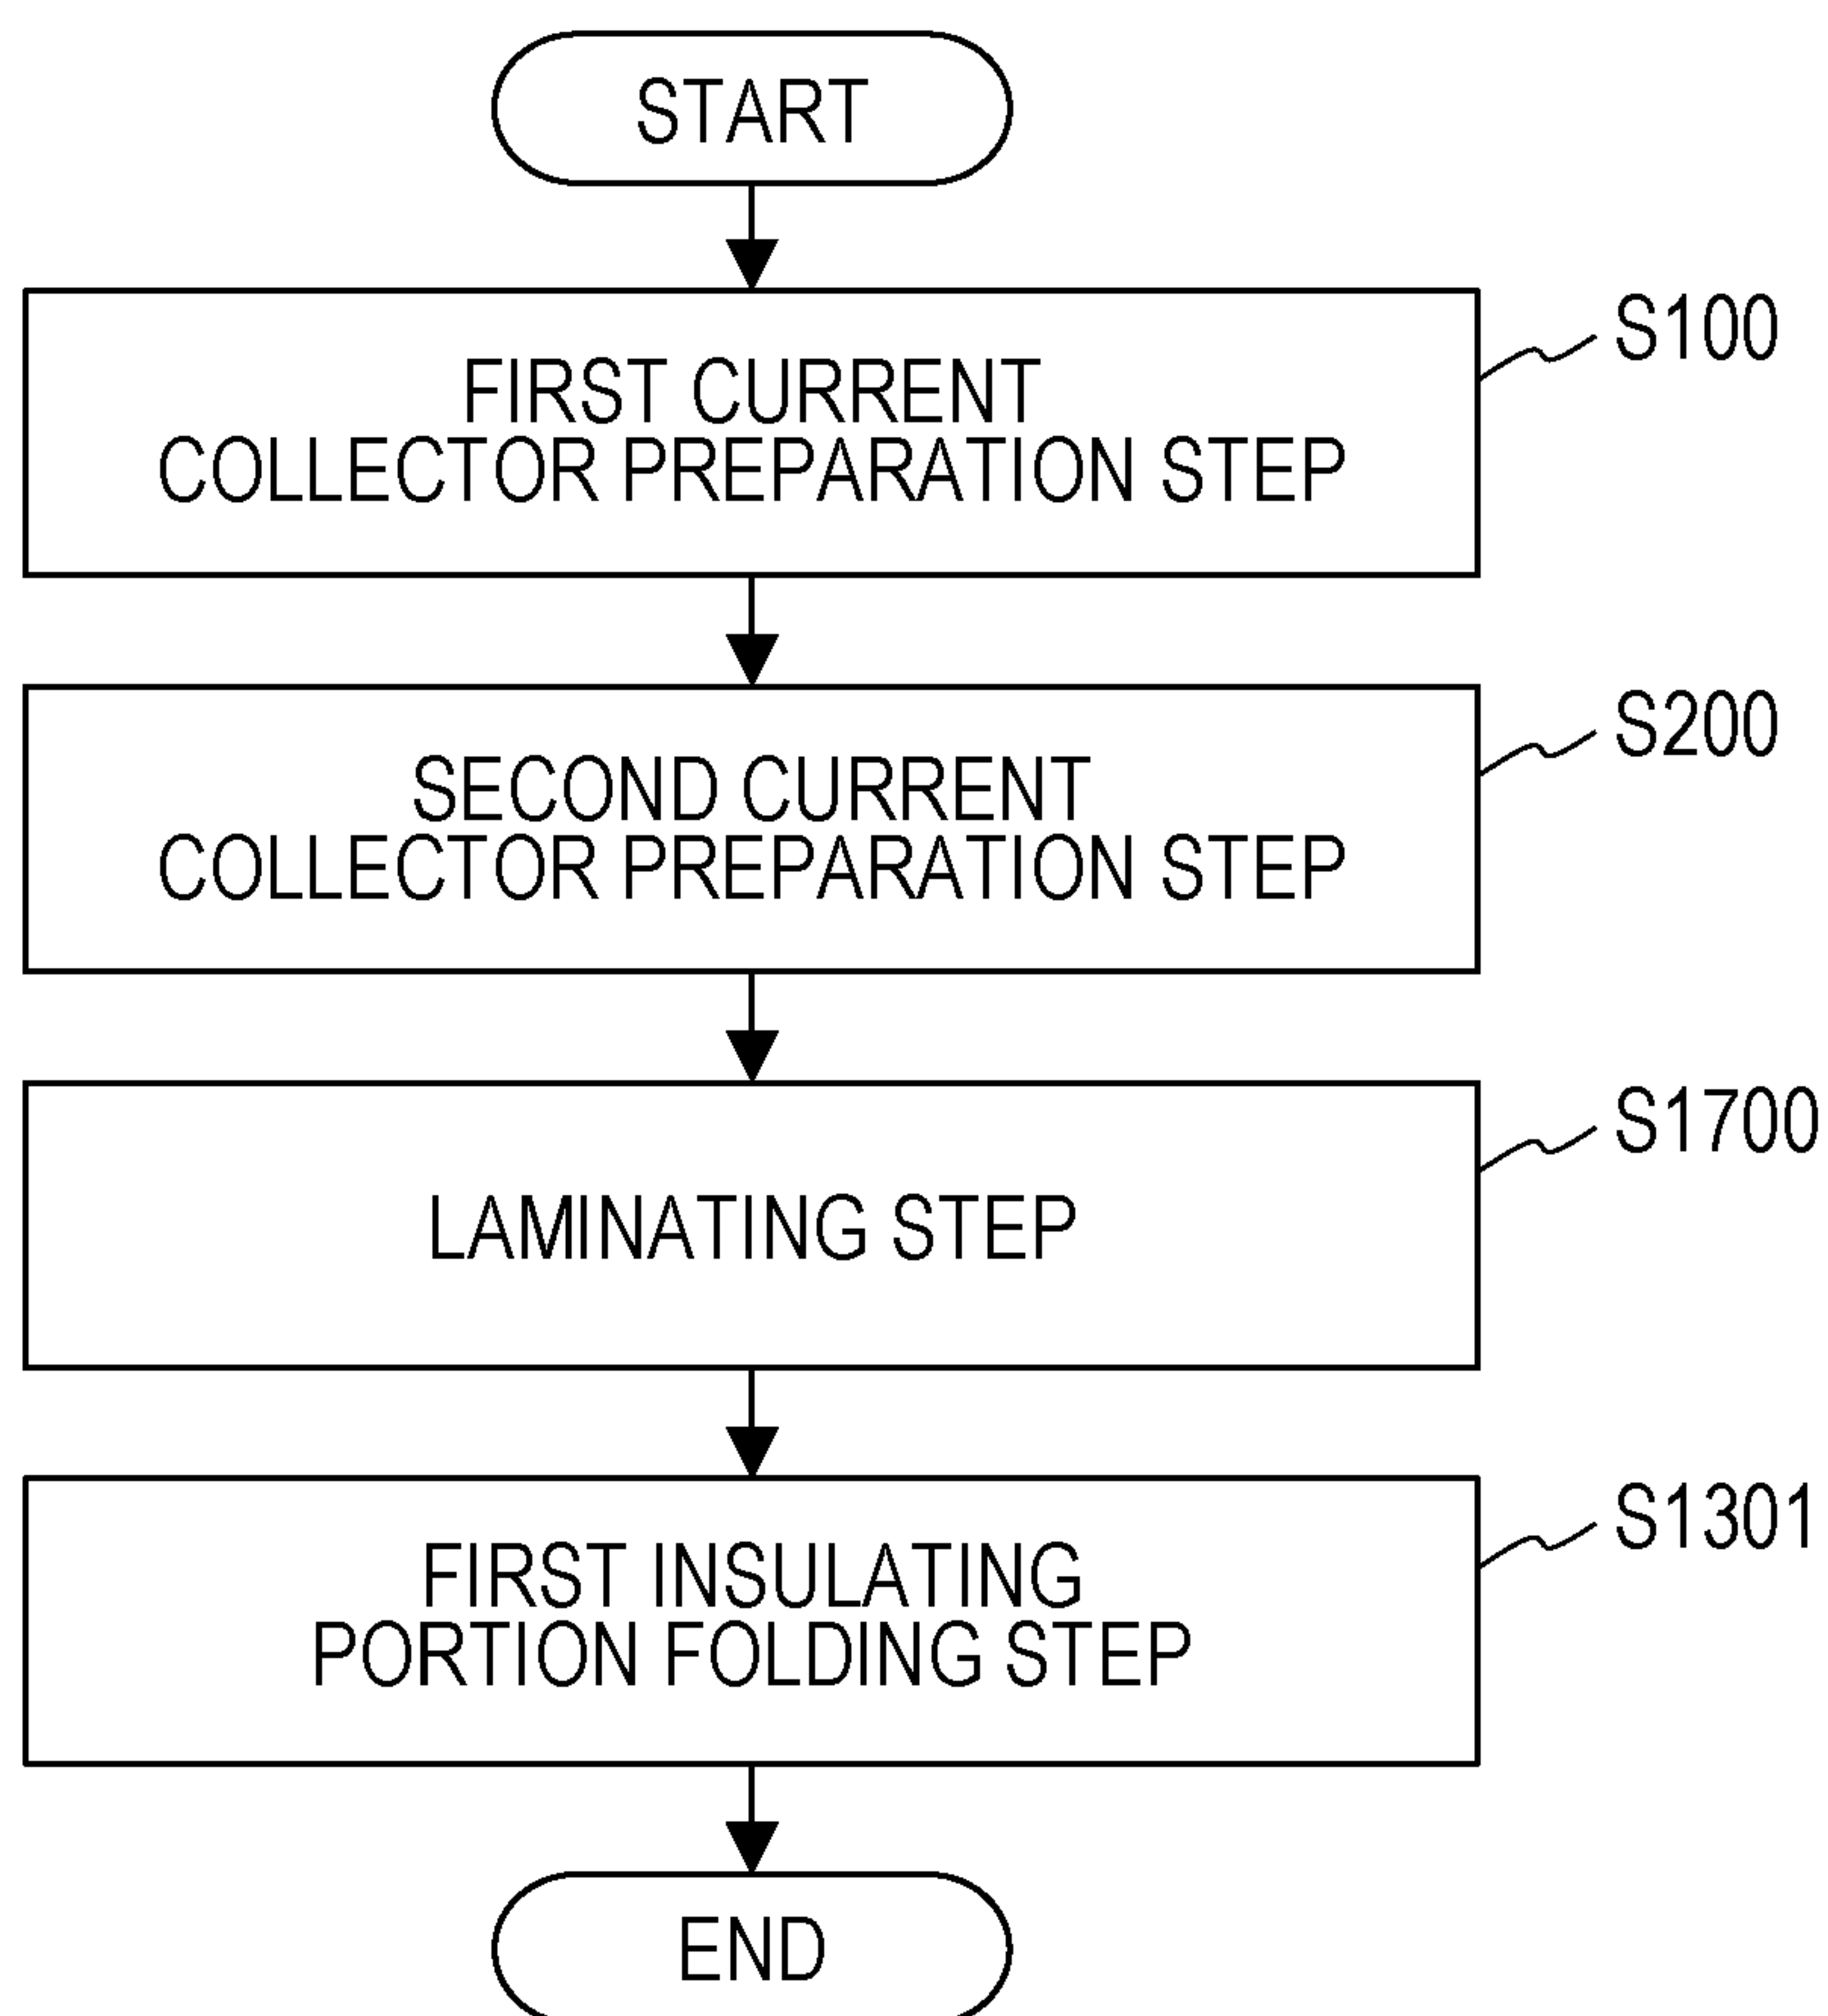 START
S100
FIRST CURRENT
COLLECTOR PREPARATION STEP
S200
SECOND CURRENT
COLLECTOR PREPARATION STEP
S1700
LAMINATING STEP
S1301
FIRST INSULATING
PORTION FOLDING STEP
END